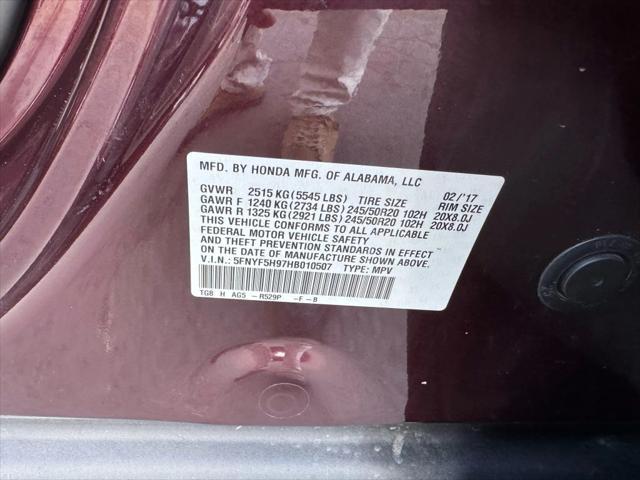 MFD. BY HONDA MFG. OF ALABAMA, LLC
GVWR 2515 KG (5545 LBS) TIRE SIZE 02/'17 RIM SIZE
GAWR F 1240 KG (2734 LBS) 245/50R20 102H 20X8.0J
GAWR R 1325 KG (2921 LBS) 245/50R20 102H 20X8.0J
THIS VEHICLE CONFORMS TO ALL APPLICABLE
FEDERAL MOTOR VEHICLE SAFETY
AND THEFT PREVENTION STANDARDS IN EFFECT
ON THE DATE OF MANUFACTURE SHOWN ABOVE.
V.I.N.: 5FNYF5H97HB010507 TYPE: MPV
TG8 H AG5 -R529P -F -B